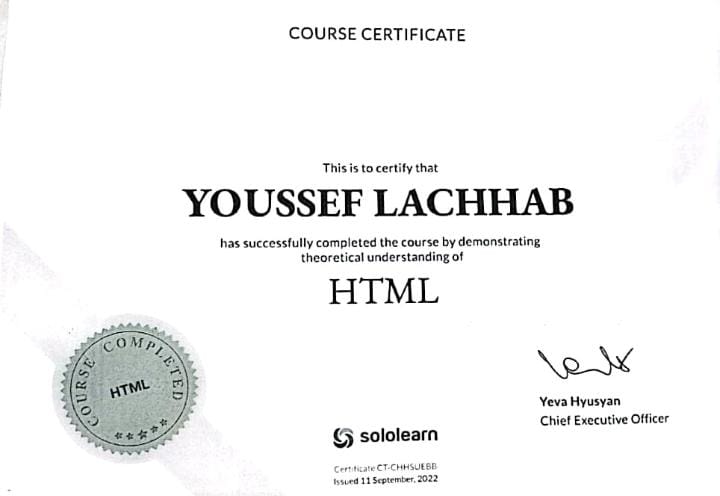 COURSE CERTIFICATE
This is to certify that
YOUSSEF LACHHAB
has successfully completed the course by demonstrating
theoretical understanding of
HTML
COURSE COMPLETED
HTML
Yeva Hyusyan
Chief Executive Officer
sololearn
Certificate CT-CHHSUEBB
Issued 11 September, 2022